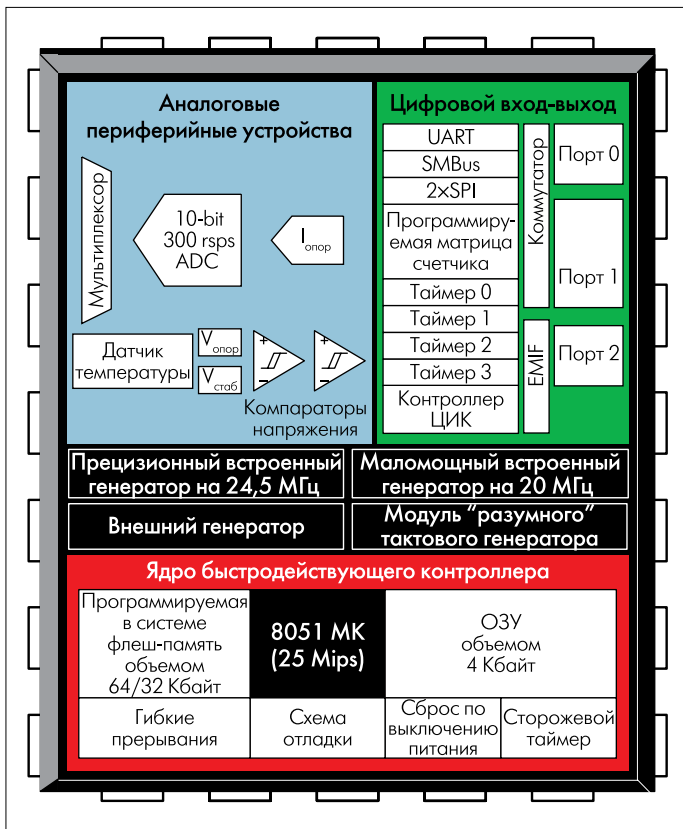 Аналоговые
периферийные устройства
Мультиплексор
10-bit
300 rsps
ADC
Iопор
Датчик
температуры
Vопор
Vстаб
+
−
+
−
Компараторы
напряжения
Цифровой вход-выход
UART
SMBus
2×SPI
Программиру-
емая матрица
счетчика
Таймер 0
Таймер 1
Таймер 2
Таймер 3
Контроллер
ЦИК
Коммутатор
EMIF
Порт 0
Порт 1
Порт 2
Прецизионный встроенный
генератор на 24,5 МГц
Маломощный встроенный
генератор на 20 МГц
Внешний генератор
Модуль "разумного"
тактового генератора
Ядро быстродействующего контроллера
Программируемая
в системе
флеш-память
объемом
64/32 Кбайт
8051 МК
(25 Mips)
ОЗУ
объемом
4 Кбайт
Гибкие
прерывания
Схема
отладки
Сброс по
выключению
питания
Сторожевой
таймер